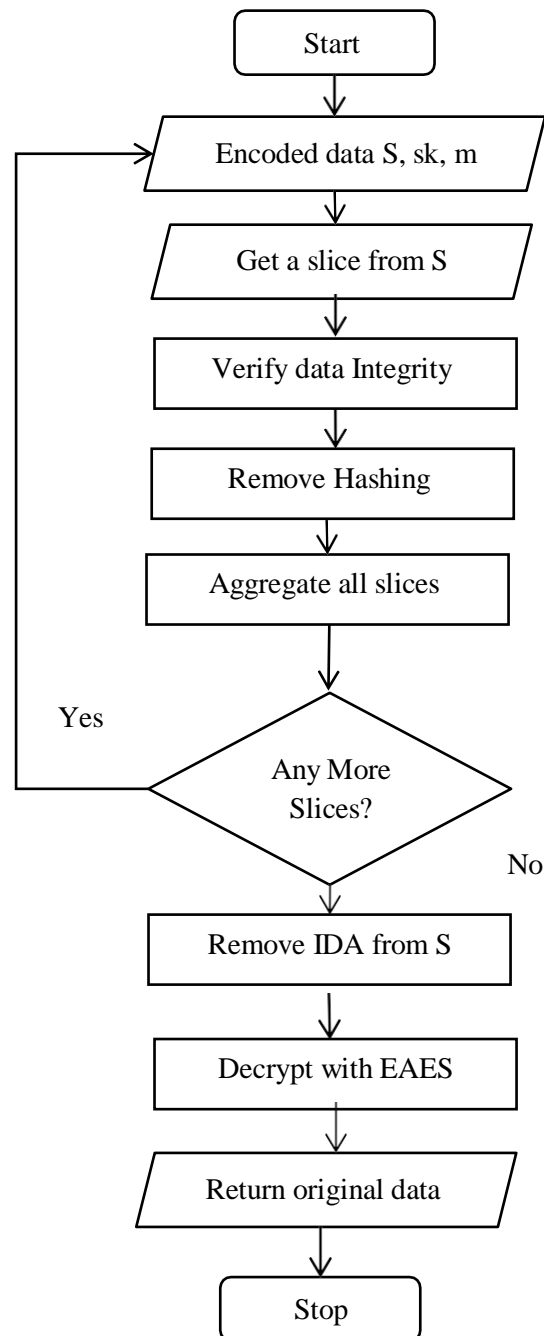 Start
Encoded data S, sk, m
Get a slice from S
Verify data Integrity
Remove Hashing
Aggregate all slices
Yes
Any More
Slices?
No
Remove IDA from S
Decrypt with EAES
Return original data
Stop